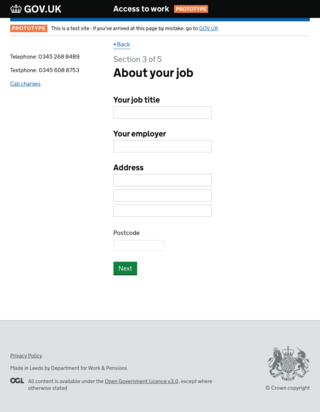 GOV.UK Access to work PROTOTYPE
PROTOTYPE This is a test site - if you've arrived at this page by mistake, go to GOV.UK
Back
Telephone: 0345 268 8489
Textphone: 0345 608 8753
Call charges
Section 3 of 5
About your job
Your job title
Your employer
Address
Postcode
Next
Privacy Policy
Made in Leeds by Department for Work & Pensions
OGL All content is available under the Open Government Licence v3.0, except where
otherwise stated
© Crown copyright